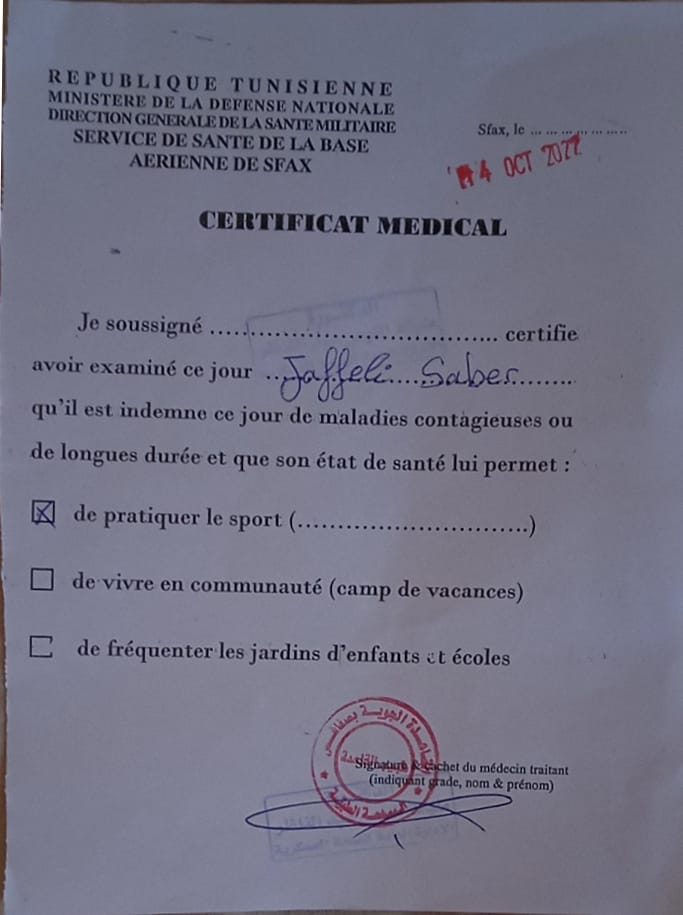 REPUBLIQUE TUNISIENNE
MINISTERE DE LA DEFENSE NATIONALE
DIRECTION GENERALE DE LA SANTE MILITAIRE
SERVICE DE SANTE DE LA BASE
AERIENNE DE SFAX
Sfax, le ... ... ... ... ... .....
4 OCT 2022
CERTIFICAT MEDICAL
Je soussigné ........................................ certifie
avoir examiné ce jour ...Jaffeli.....Saber.........
qu'il est indemne ce jour de maladies contagieuses ou
de longues durée et que son état de santé lui permet :
☒ de pratiquer le sport (................................)
☐ de vivre en communauté (camp de vacances)
☐ de fréquenter les jardins d'enfants et écoles
Signature & cachet du médecin traitant
(indiquant grade, nom & prénom)